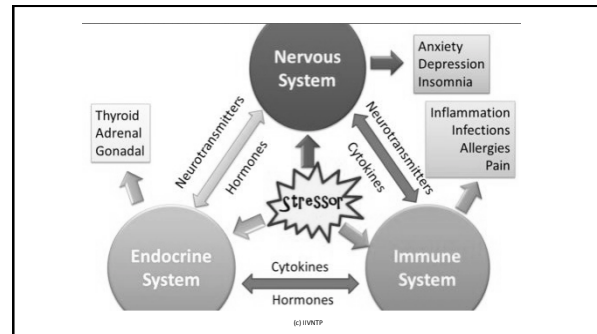 Nervous
System
Anxiety
Depression
Insomnia
Thyroid
Adrenal
Gonadal
Neurotransmitters
Hormones
Neurotransmitters
Cytokines
Inflammation
Infections
Allergies
Pain
Stressor
Endocrine
System
Cytokines
Hormones
Immune
System
(c) IIVNTP